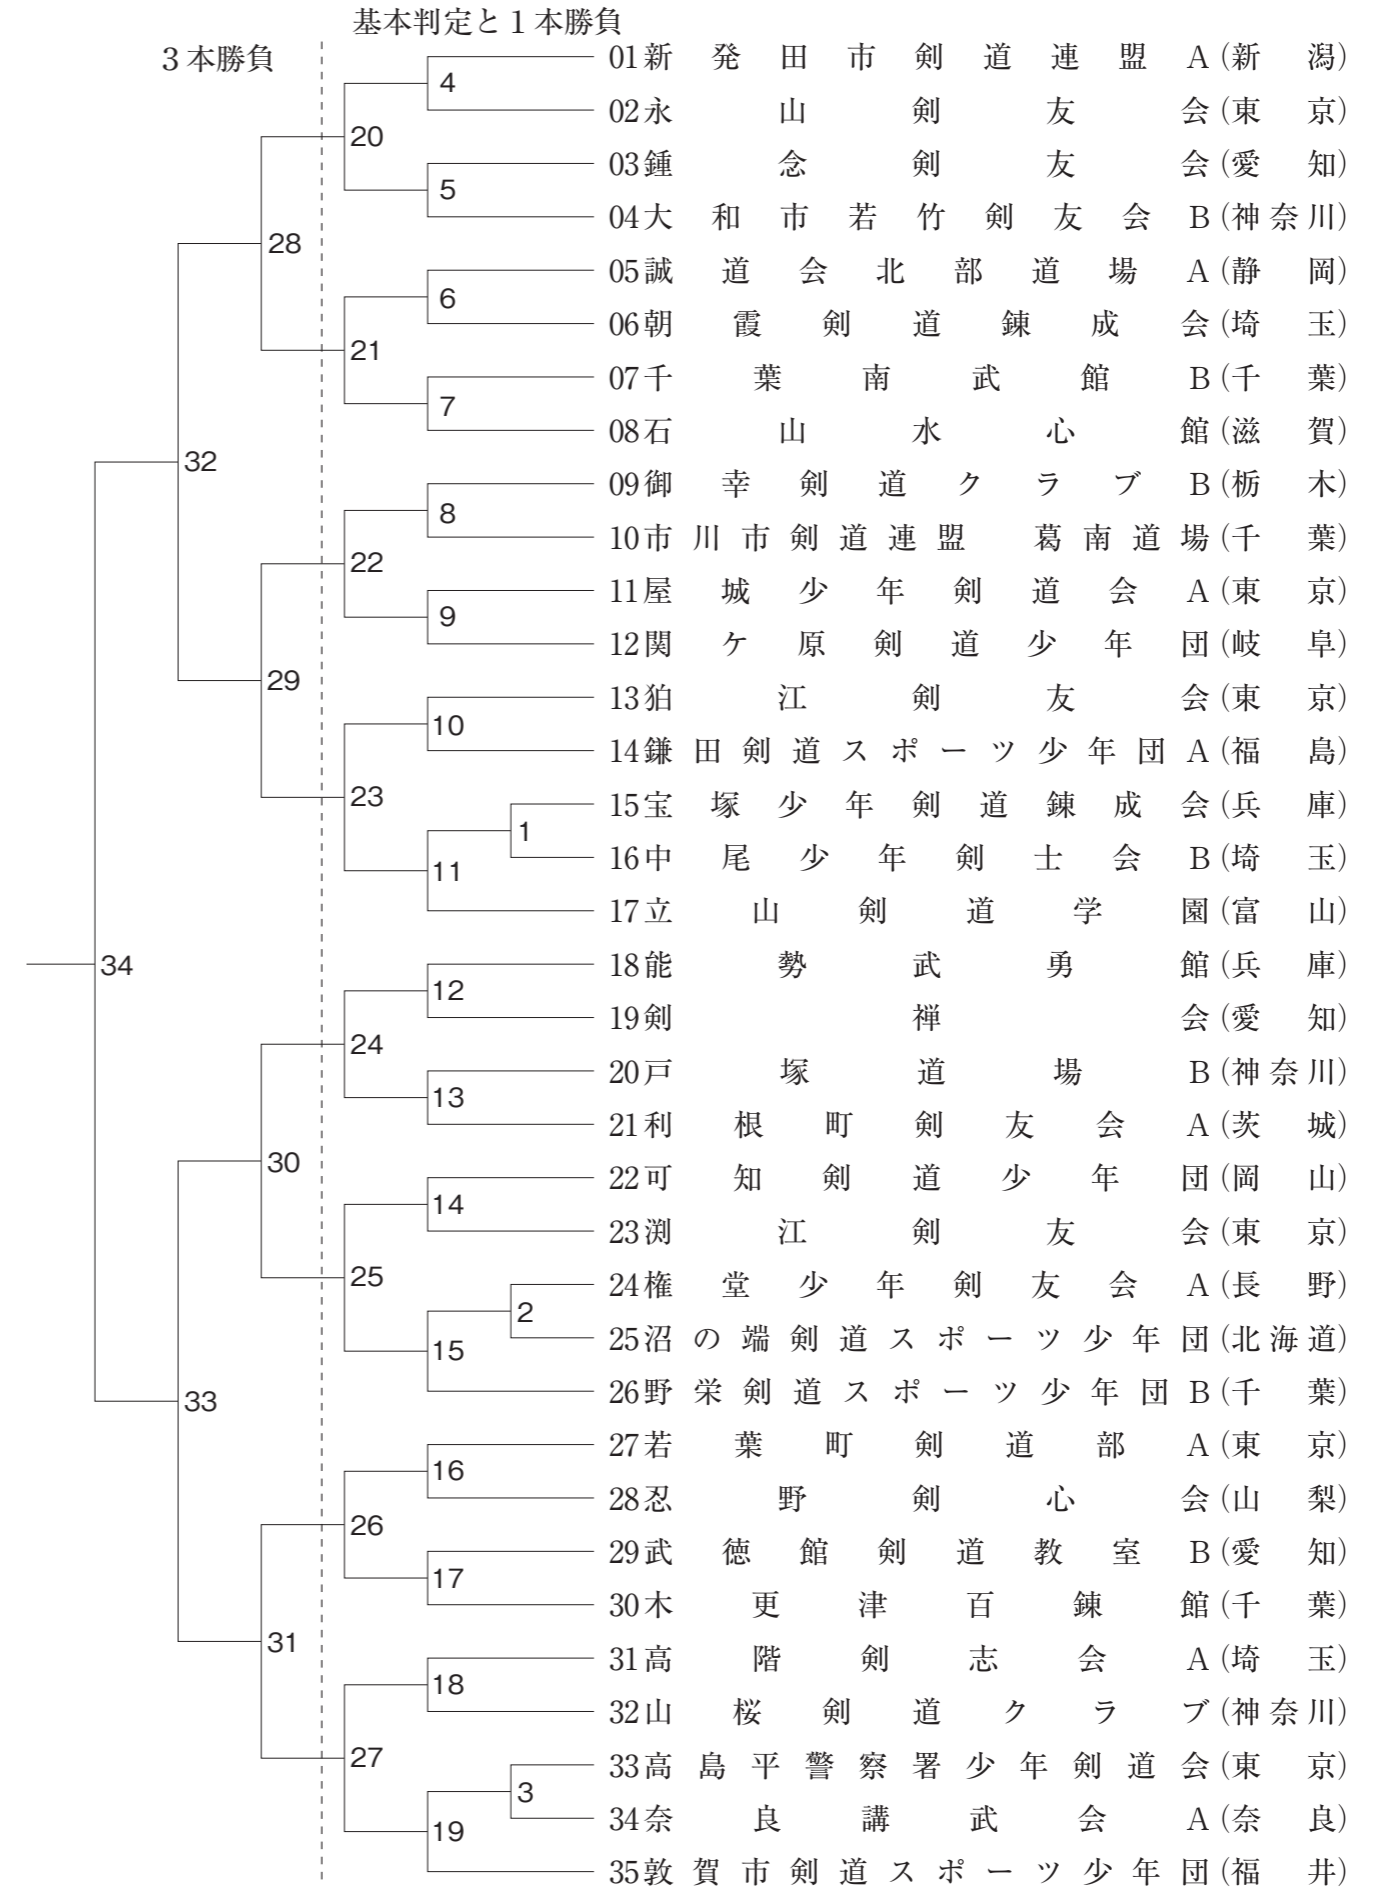 基本判定と１本勝負
３本勝負
01新発田市剣道連盟A(新潟)
4
02永山剣友会(東京)
20
03鍾念剣友会(愛知)
5
04大和市若竹剣友会B(神奈川)
28
05誠道会北部道場A(静岡)
6
06朝霞剣道錬成会(埼玉)
21
07千葉南武館B(千葉)
7
08石山水心館(滋賀)
32
09御幸剣道クラブB(栃木)
8
10市川市剣道連盟　葛南道場(千葉)
22
11屋城少年剣道会A(東京)
9
12関ケ原剣道少年団(岐阜)
29
13狛江剣友会(東京)
10
14鎌田剣道スポーツ少年団A(福島)
23
15宝塚少年剣道錬成会(兵庫)
1
16中尾少年剣士会B(埼玉)
11
17立山剣道学園(富山)
34
18能勢武勇館(兵庫)
12
19剣禅会(愛知)
24
20戸塚道場B(神奈川)
13
21利根町剣友会A(茨城)
30
22可知剣道少年団(岡山)
14
23渕江剣友会(東京)
25
24権堂少年剣友会A(長野)
2
25沼の端剣道スポーツ少年団(北海道)
15
26野栄剣道スポーツ少年団B(千葉)
33
27若葉町剣道部A(東京)
16
28忍野剣心会(山梨)
26
29武徳館剣道教室B(愛知)
17
30木更津百錬館(千葉)
31
31高階剣志会A(埼玉)
18
32山桜剣道クラブ(神奈川)
27
33高島平警察署少年剣道会(東京)
3
34奈良講武会A(奈良)
19
35敦賀市剣道スポーツ少年団(福井)